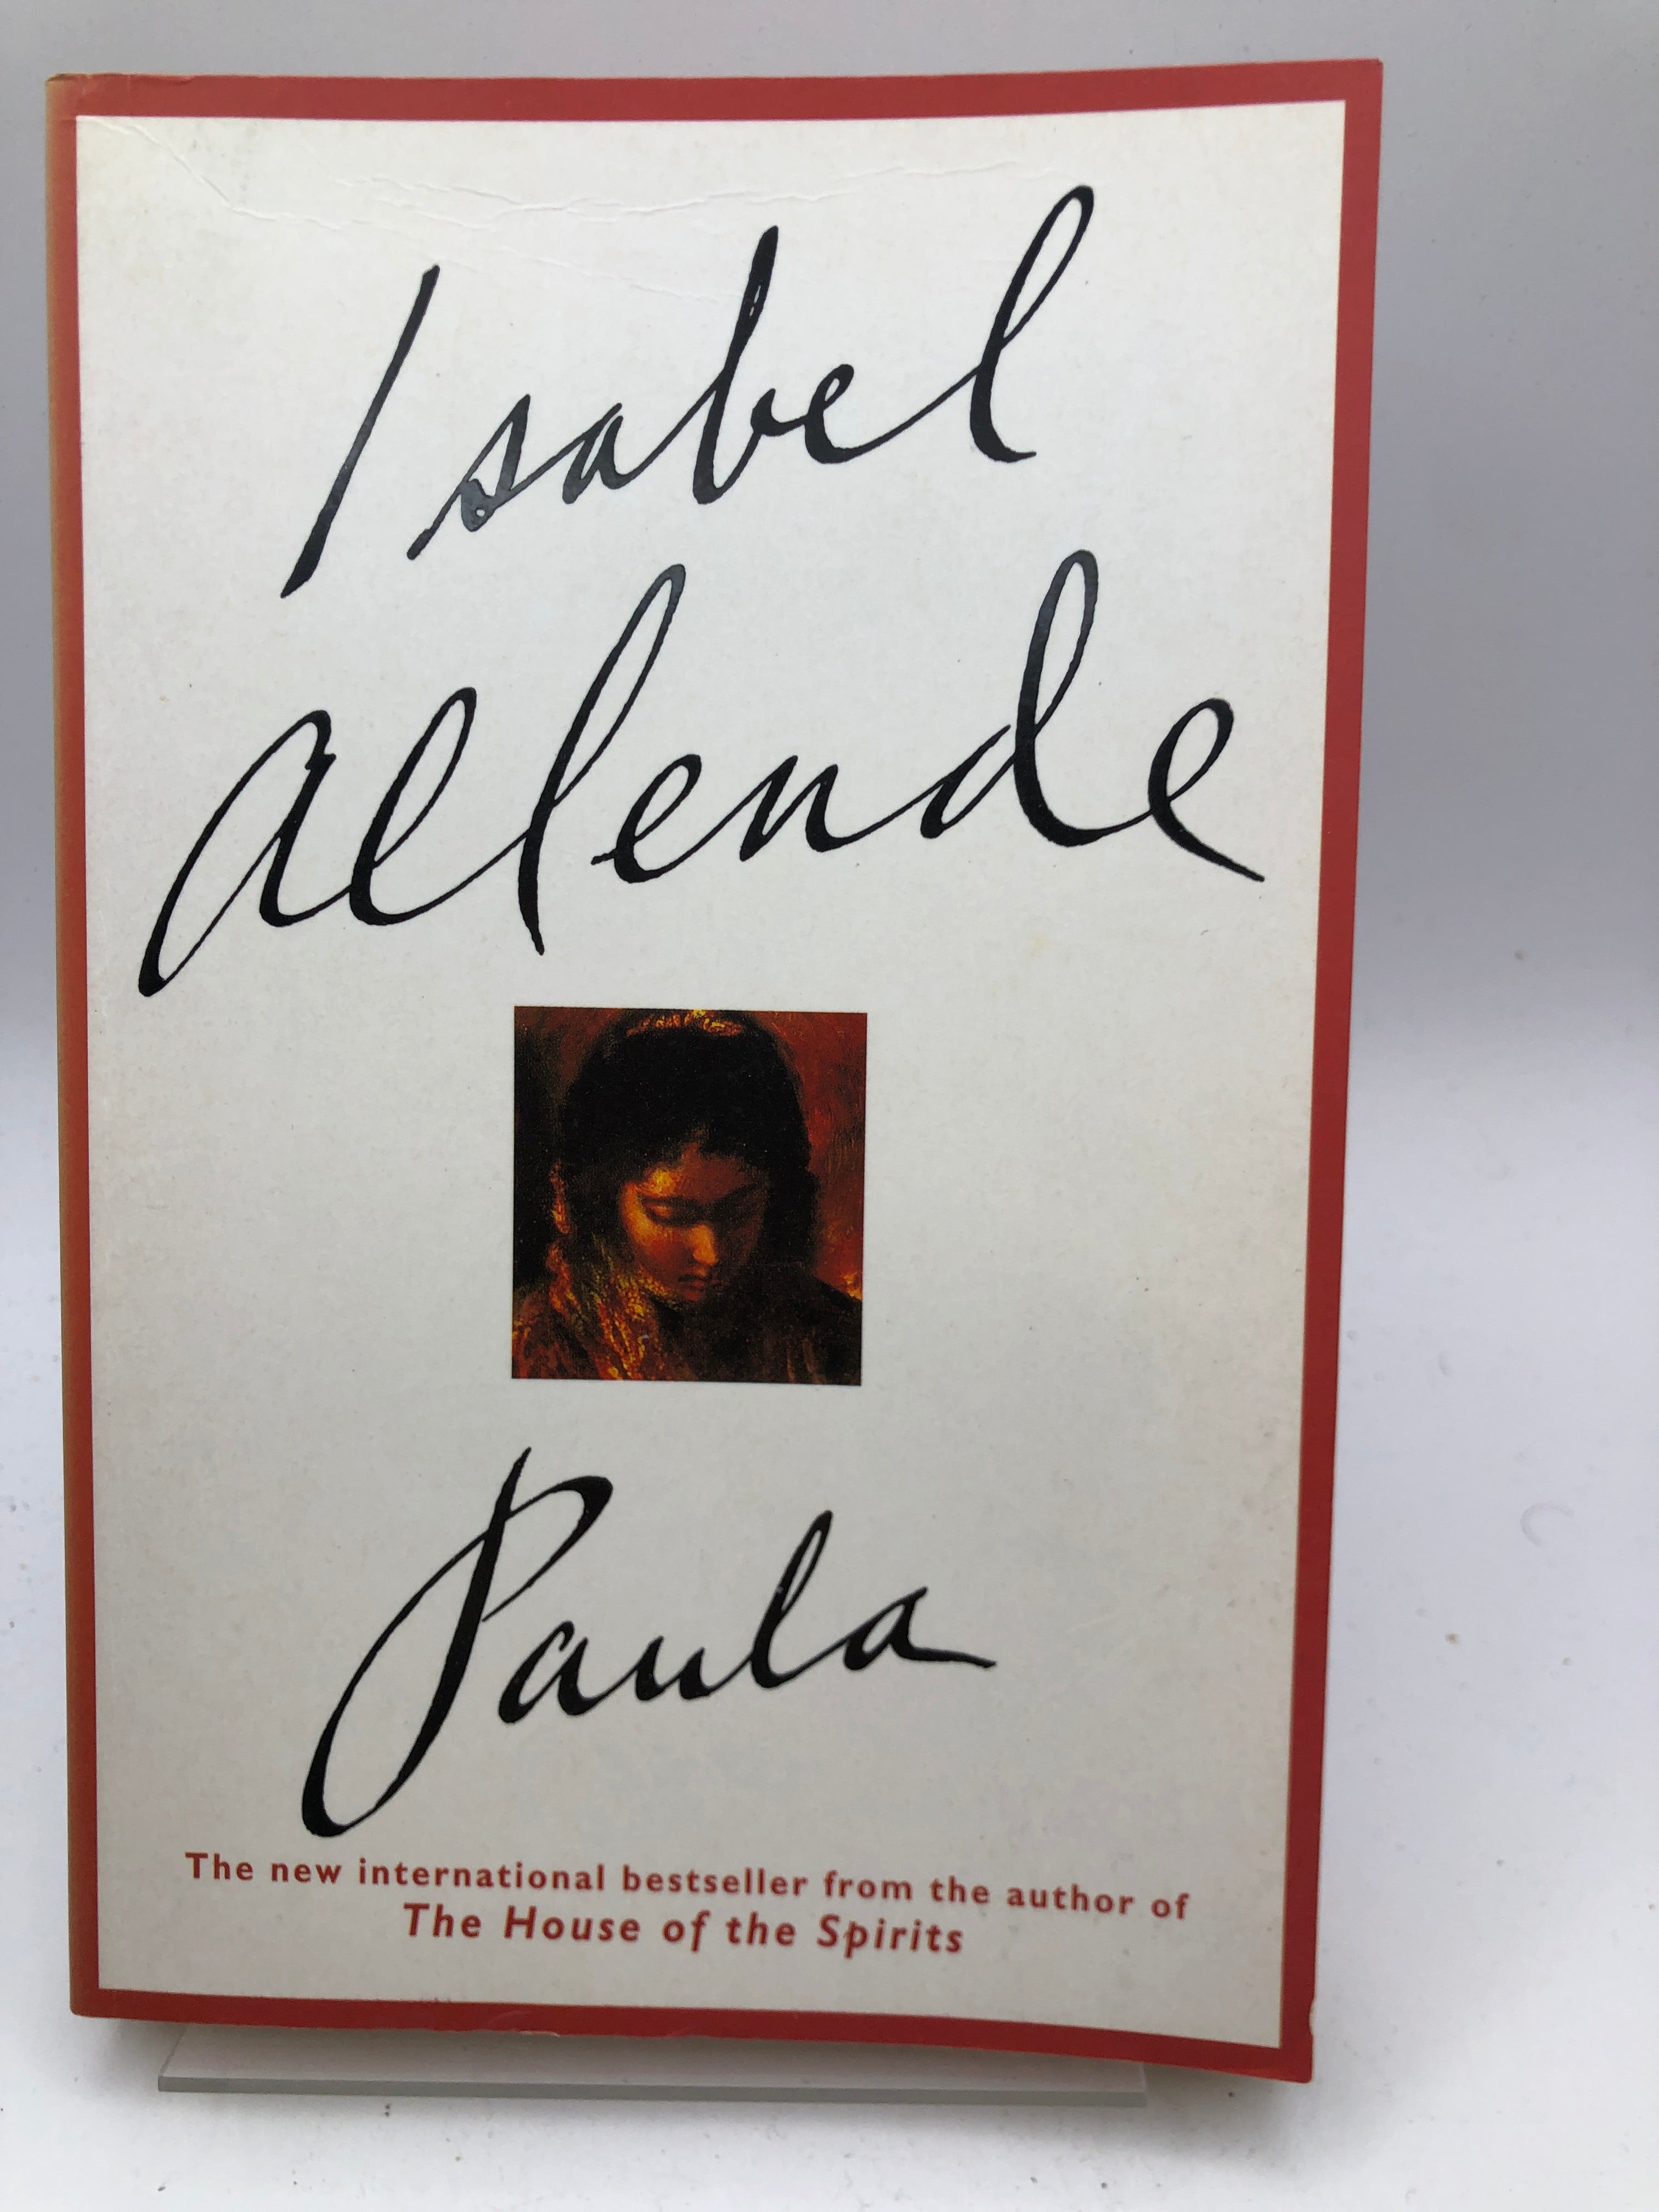 Isabel
Allende
Paula
The new international bestseller from the author of
The House of the Spirits